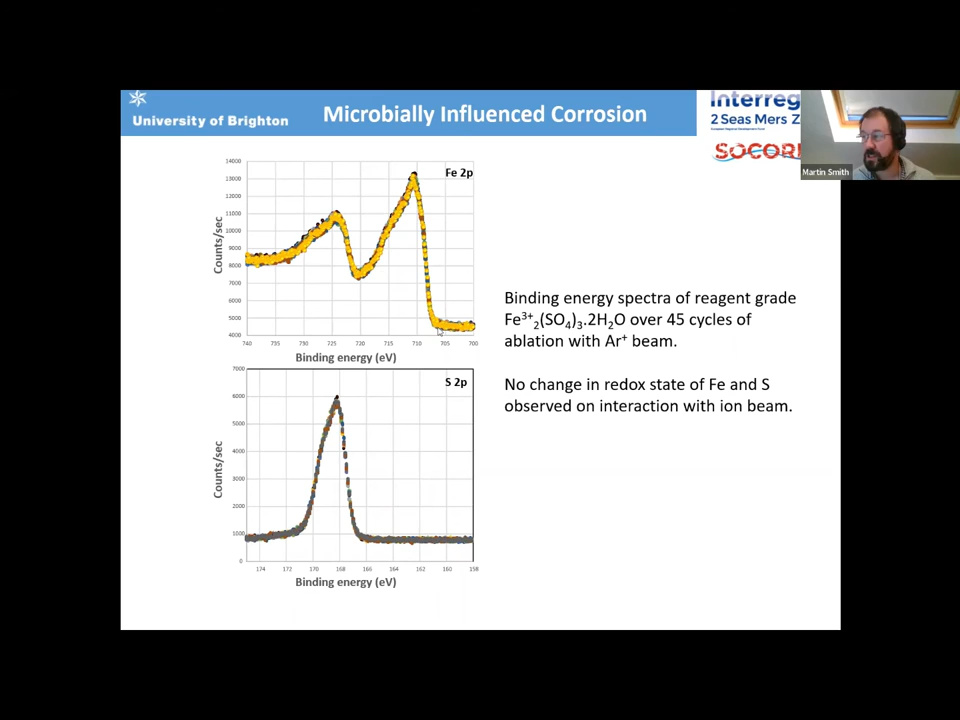 University of Brighton
Microbially Influenced Corrosion
Interreg
2 Seas Mers Z
European Regional Development Fund
SOCOR
Martin Smith
Fe 2p
14000
13000
12000
11000
10000
9000
8000
7000
6000
5000
4000
Counts/sec
740 735 730 725 720 715 710 705 700
Binding energy (eV)
S 2p
7000
6000
5000
4000
3000
2000
1000
0
Counts/sec
174 172 170 168 166 164 162 160 158
Binding energy (eV)
Binding energy spectra of reagent grade
Fe³⁺₂(SO₄)₃.2H₂O over 45 cycles of
ablation with Ar⁺ beam.
No change in redox state of Fe and S
observed on interaction with ion beam.